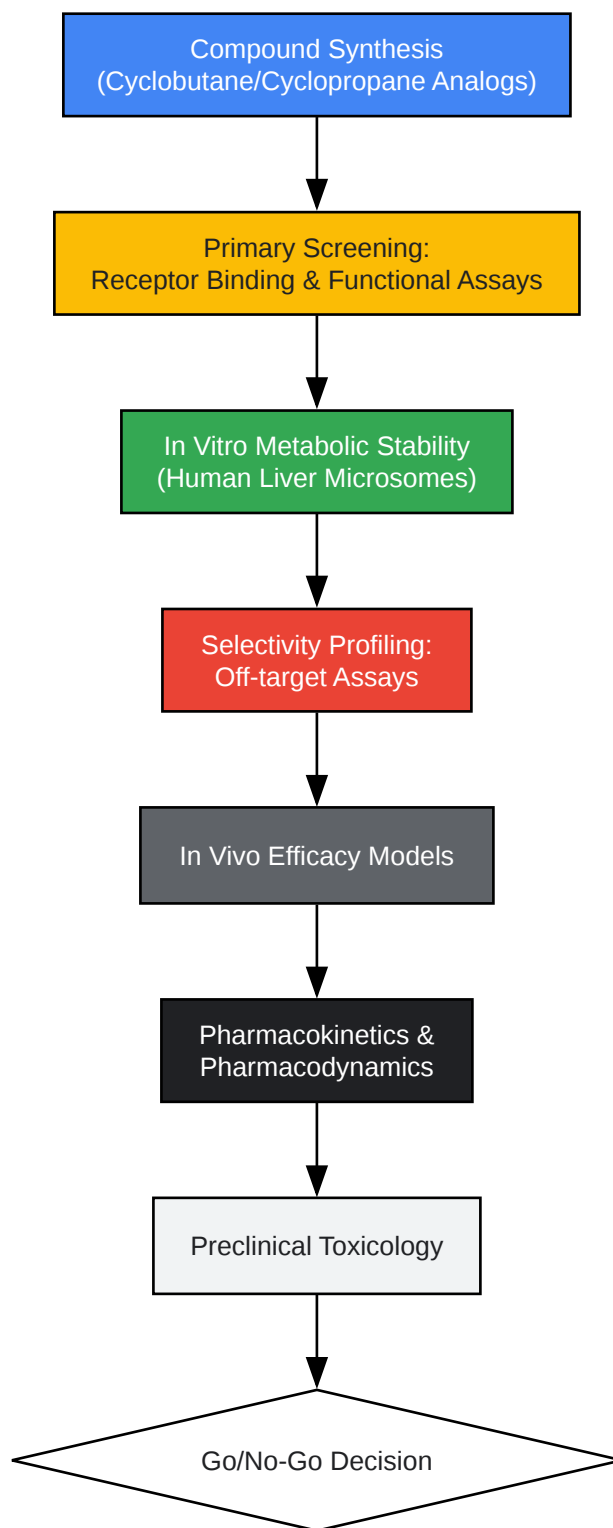 Compound Synthesis
(Cyclobutane/Cyclopropane Analogs)
Primary Screening:
Receptor Binding & Functional Assays
In Vitro Metabolic Stability
(Human Liver Microsomes)
Selectivity Profiling:
Off-target Assays
In Vivo Efficacy Models
Pharmacokinetics &
Pharmacodynamics
Preclinical Toxicology
Go/No-Go Decision